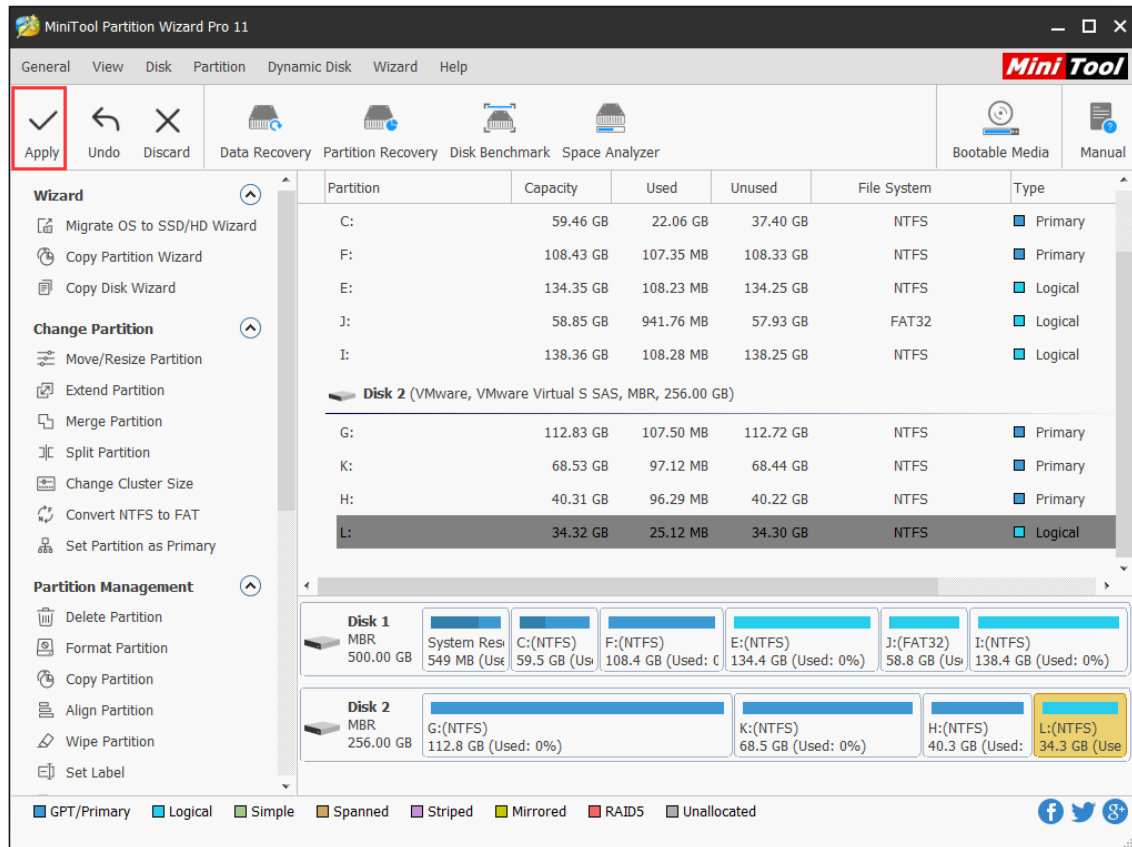 MiniTool Partition Wizard Pro 11
General View Disk Partition Dynamic Disk Wizard Help
Mini Tool
Apply Undo Discard Data Recovery Partition Recovery Disk Benchmark Space Analyzer Bootable Media Manual
Wizard
Migrate OS to SSD/HD Wizard
Copy Partition Wizard
Copy Disk Wizard
Change Partition
Move/Resize Partition
Extend Partition
Merge Partition
Split Partition
Change Cluster Size
Convert NTFS to FAT
Set Partition as Primary
Partition Management
Delete Partition
Format Partition
Copy Partition
Align Partition
Wipe Partition
Set Label
Partition Capacity Used Unused File System Type
C: 59.46 GB 22.06 GB 37.40 GB NTFS Primary
F: 108.43 GB 107.35 MB 108.33 GB NTFS Primary
E: 134.35 GB 108.23 MB 134.25 GB NTFS Logical
J: 58.85 GB 941.76 MB 57.93 GB FAT32 Logical
I: 138.36 GB 108.28 MB 138.25 GB NTFS Logical
Disk 2 (VMware, VMware Virtual S SAS, MBR, 256.00 GB)
G: 112.83 GB 107.50 MB 112.72 GB NTFS Primary
K: 68.53 GB 97.12 MB 68.44 GB NTFS Primary
H: 40.31 GB 96.29 MB 40.22 GB NTFS Primary
L: 34.32 GB 25.12 MB 34.30 GB NTFS Logical
Disk 1
MBR
500.00 GB
System Rese
549 MB (Use
C:(NTFS)
59.5 GB (Us
F:(NTFS)
108.4 GB (Used: 0
E:(NTFS)
134.4 GB (Used: 0%)
J:(FAT32)
58.8 GB (Us
I:(NTFS)
138.4 GB (Used: 0%)
Disk 2
MBR
256.00 GB
G:(NTFS)
112.8 GB (Used: 0%)
K:(NTFS)
68.5 GB (Used: 0%)
H:(NTFS)
40.3 GB (Used:
L:(NTFS)
34.3 GB (Use
GPT/Primary Logical Simple Spanned Striped Mirrored RAID5 Unallocated